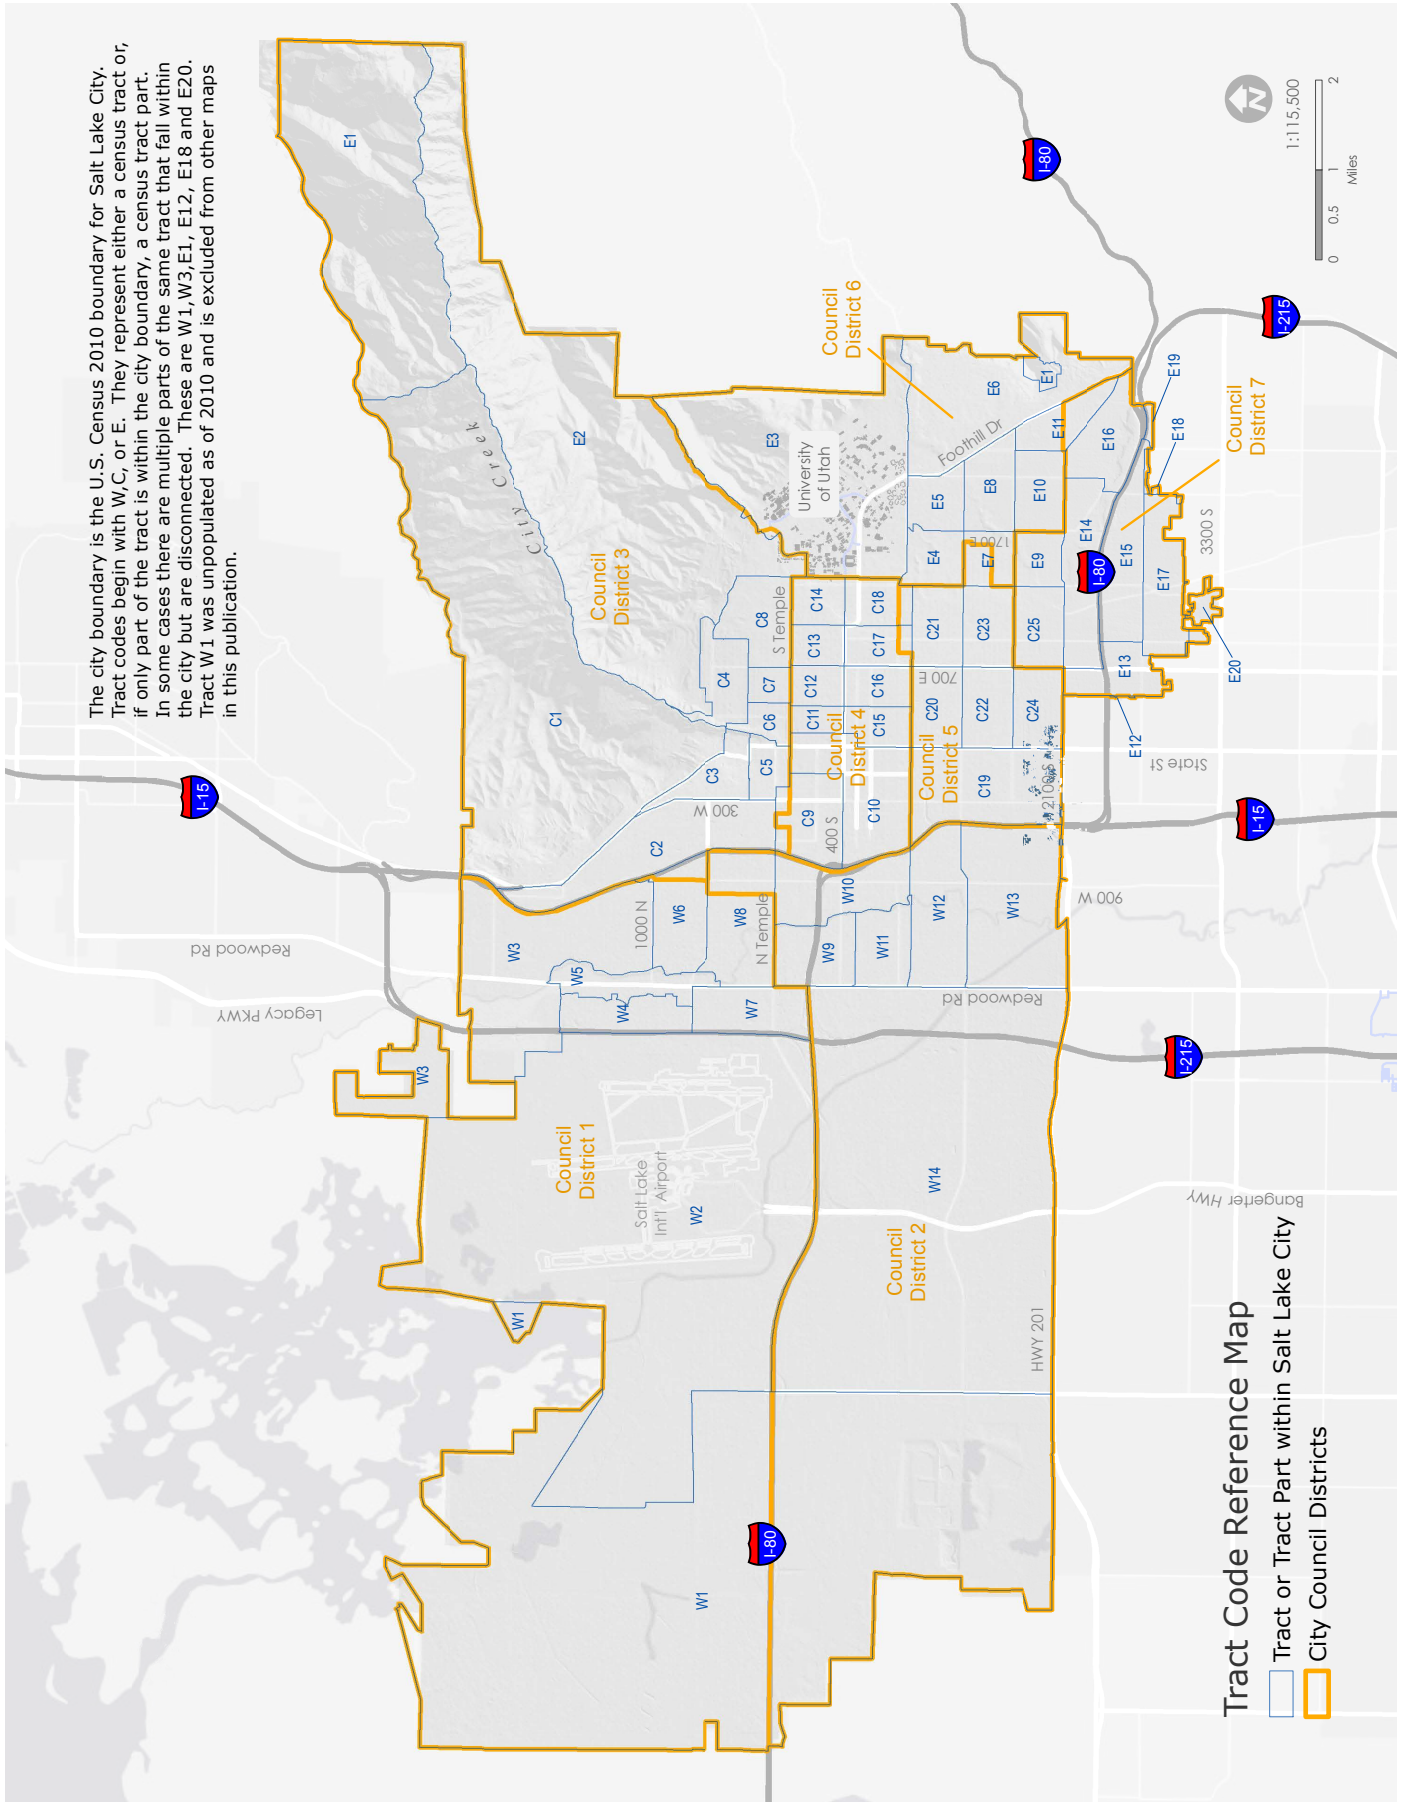 The city boundary is the U.S. Census 2010 boundary for Salt Lake City.
Tract codes begin with W,C, or E. They represent either a census tract or,
if only part of the tract is within the city boundary, a census tract part.
In some cases there are multiple parts of the same tract that fall within
the city but are disconnected. These are W1,W3,E1, E12, E18 and E20.
Tract W1 was unpopulated as of 2010 and is excluded from other maps
in this publication.
Tract Code Reference Map
Tract or Tract Part within Salt Lake City
City Council Districts
N
1:115,500
0
0.5
1
2
Miles
Council
District 1
Council
District 2
Council
District 3
Council
District 4
Council
District 5
Council
District 6
Council
District 7
Salt Lake
Int'l Airport
University
of Utah
City Creek
I-15
I-15
I-80
I-80
I-80
I-215
I-215
Redwood Rd
Redwood Rd
Legacy PKWY
Bangerter HWY
HWY 201
1000 N
N Temple
S Temple
300 W
400 S
900 W
700 E
1700 E
2100 S
3300 S
State St
Foothill Dr
W1
W1
W2
W3
W3
W4
W5
W6
W7
W8
W9
W10
W11
W12
W13
W14
C1
C2
C3
C4
C5
C6
C7
C8
C9
C10
C11
C12
C13
C14
C15
C16
C17
C18
C19
C20
C21
C22
C23
C24
C25
E1
E1
E2
E3
E4
E5
E6
E7
E8
E9
E10
E11
E12
E13
E14
E15
E16
E17
E18
E19
E20